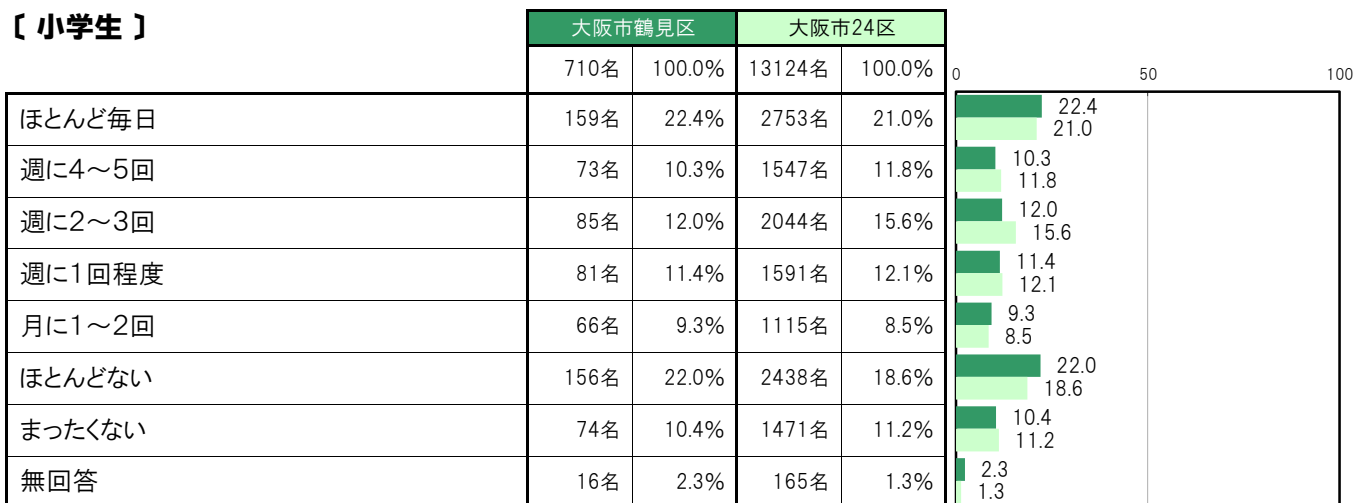 〔 小学生 〕
大阪市鶴見区 大阪市24区
710名 100.0% 13124名 100.0% 0 50 100
ほとんど毎日 159名 22.4% 2753名 21.0% 22.4
21.0
週に4～5回 73名 10.3% 1547名 11.8% 10.3
11.8
週に2～3回 85名 12.0% 2044名 15.6% 12.0
15.6
週に1回程度 81名 11.4% 1591名 12.1% 11.4
12.1
月に1～2回 66名 9.3% 1115名 8.5% 9.3
8.5
ほとんどない 156名 22.0% 2438名 18.6% 22.0
18.6
まったくない 74名 10.4% 1471名 11.2% 10.4
11.2
無回答 16名 2.3% 165名 1.3% 2.3
1.3